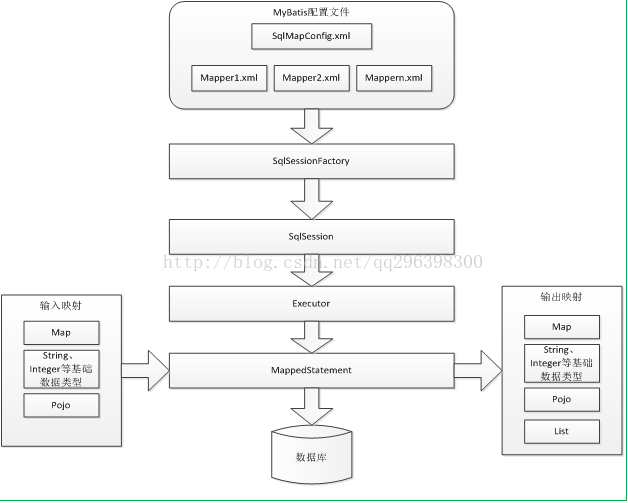 MyBatis配置文件
SqlMapConfig.xml
Mapper1.xml
Mapper2.xml
Mappern.xml
SqlSessionFactory
SqlSession
http://blog.csdn.net/qq296398300
Executor
输入映射
Map
String、
Integer等基础
数据类型
Pojo
MappedStatement
输出映射
Map
String、
Integer等基础
数据类型
Pojo
List
数据库